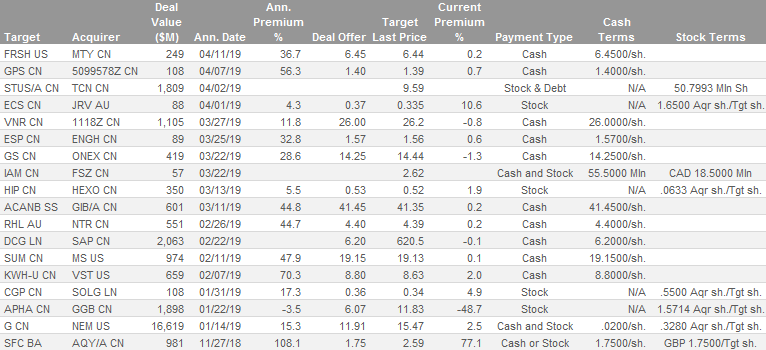 Deal Ann. Target Current
Value Premium Last Price Premium Cash
Target Acquirer ($M) Ann. Date % Deal Offer Last Price % Payment Type Terms Stock Terms
FRSH US MTY CN 249 04/11/19 36.7 6.45 6.44 0.2 Cash 6.4500/sh.
GPS CN 5099578Z CN 108 04/07/19 56.3 1.40 1.39 0.7 Cash 1.4000/sh.
STUS/A CN TCN CN 1,809 04/02/19 9.59 Stock & Debt N/A 50.7993 Mln Sh
ECS CN JRV AU 88 04/01/19 4.3 0.37 0.335 10.6 Stock N/A 1.6500 Aqr sh./Tgt sh.
VNR CN 1118Z CN 1,105 03/27/19 11.8 26.00 26.2 -0.8 Cash 26.0000/sh.
ESP CN ENGH CN 89 03/25/19 32.8 1.57 1.56 0.6 Cash 1.5700/sh.
GS CN ONEX CN 419 03/22/19 28.6 14.25 14.44 -1.3 Cash 14.2500/sh.
IAM CN FSZ CN 57 03/22/19 2.62 Cash and Stock 55.5000 Mln CAD 18.5000 Mln
HIP CN HEXO CN 350 03/13/19 5.5 0.53 0.52 1.9 Stock N/A .0633 Aqr sh./Tgt sh.
ACANB SS GIB/A CN 601 03/11/19 44.8 41.45 41.35 0.2 Cash 41.4500/sh.
RHL AU NTR CN 551 02/26/19 44.7 4.40 4.39 0.2 Cash 4.4000/sh.
DCG LN SAP CN 2,063 02/22/19 6.20 620.5 -0.1 Cash 6.2000/sh.
SUM CN MS US 974 02/11/19 47.9 19.15 19.13 0.1 Cash 19.1500/sh.
KWH-U CN VST US 659 02/07/19 70.3 8.80 8.63 2.0 Cash 8.8000/sh.
CGP CN SOLG LN 108 01/31/19 17.3 0.36 0.34 4.9 Stock N/A .5500 Aqr sh./Tgt sh.
APHA CN GGB CN 1,898 01/22/19 -3.5 6.07 11.83 -48.7 Stock N/A 1.5714 Aqr sh./Tgt sh.
G CN NEM US 16,619 01/14/19 15.3 11.91 15.47 2.5 Cash and Stock .0200/sh. .3280 Aqr sh./Tgt sh.
SFC BA AQY/A CN 981 11/27/18 108.1 1.75 2.59 77.1 Cash or Stock 1.7500/sh. GBP 1.7500/Tgt sh.